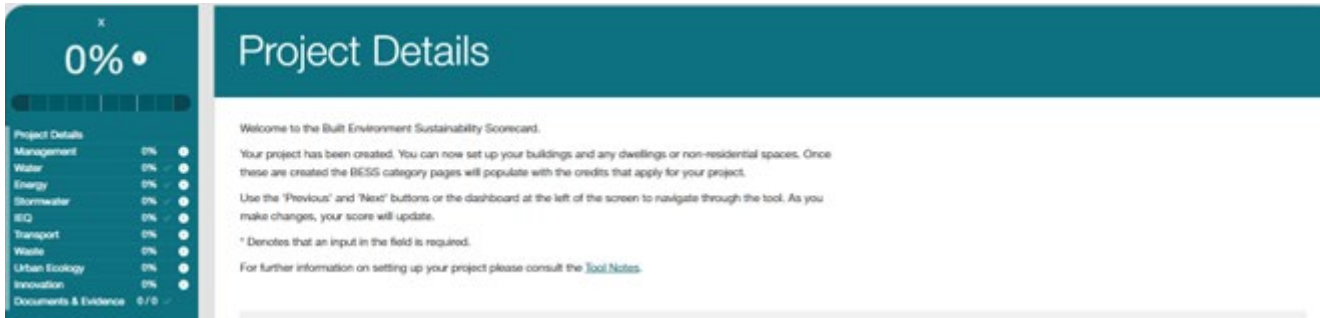 x
0%
Project Details
Management 0%
Water 0%
Energy 0%
Stormwater 0%
IEQ 0%
Transport 0%
Waste 0%
Urban Ecology 0%
Innovation 0%
Documents & Evidence 0 / 0
Project Details
Welcome to the Built Environment Sustainability Scorecard.
Your project has been created. You can now set up your buildings and any dwellings or non-residential spaces. Once
these are created the BESS category pages will populate with the credits that apply for your project.
Use the 'Previous' and 'Next' buttons or the dashboard at the left of the screen to navigate through the tool. As you
make changes, your score will update.
* Denotes that an input in the field is required.
For further information on setting up your project please consult the Tool Notes.